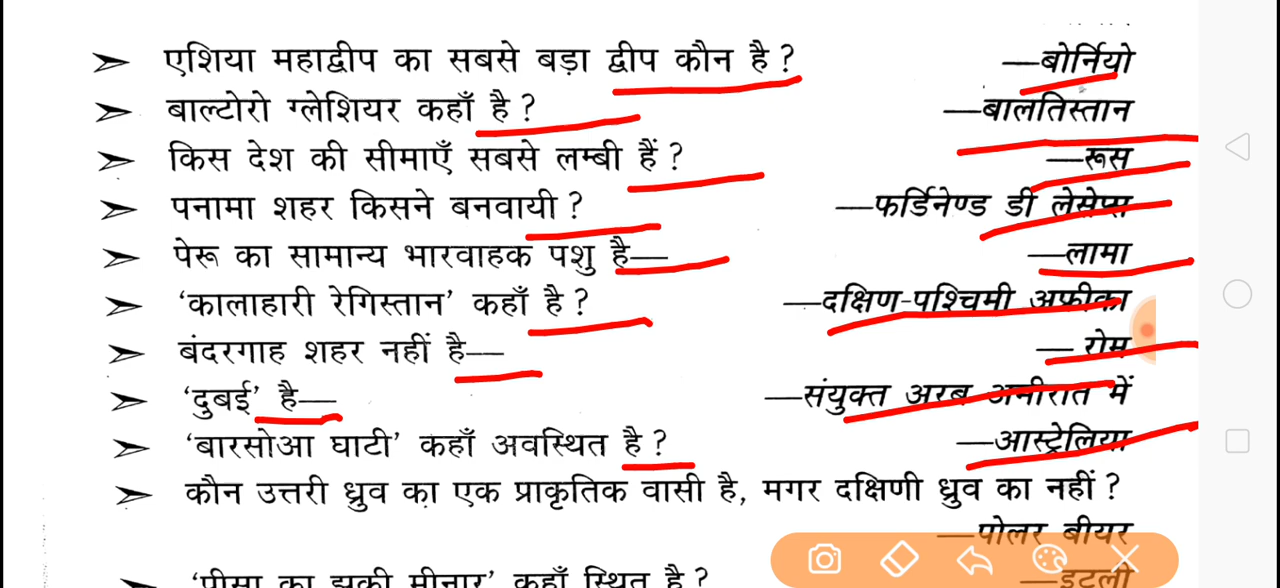 ➢ एशिया महाद्वीप का सबसे बड़ा द्वीप कौन है ? —बोर्नियो
➢ बाल्टोरो ग्लेशियर कहाँ है ? —बालतिस्तान
➢ किस देश की सीमाएँ सबसे लम्बी हैं ? —रूस
➢ पनामा शहर किसने बनवायी ? —फर्डिनेण्ड डी लेसेप्स
➢ पेरू का सामान्य भारवाहक पशु है— —लामा
➢ ‘कालाहारी रेगिस्तान’ कहाँ है ? —दक्षिण-पश्चिमी अफ्रीका
➢ बंदरगाह शहर नहीं है— —रोम
➢ ‘दुबई’ है— —संयुक्त अरब अमीरात में
➢ ‘बारसोआ घाटी’ कहाँ अवस्थित है ? —आस्ट्रेलिया
➢ कौन उत्तरी ध्रुव का एक प्राकृतिक वासी है, मगर दक्षिणी ध्रुव का नहीं ?
—पोलर बीयर
➢ ‘पीसा का झुकी मीनार’ कहाँ स्थित है ? —इटली